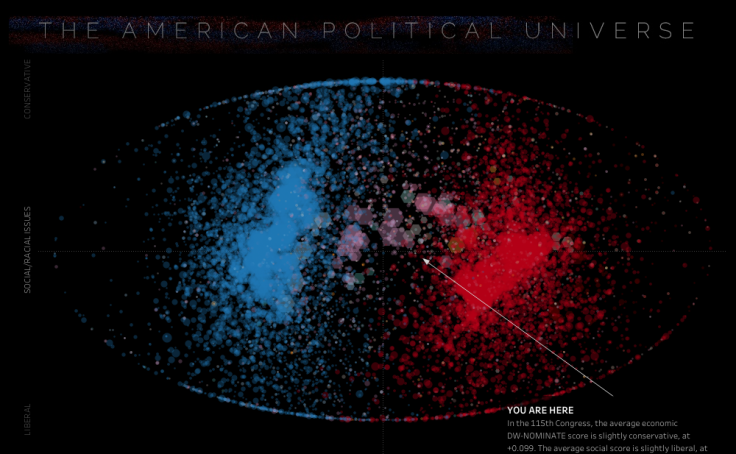 THE AMERICAN POLITICAL UNIVERSE
CONSERVATIVE
SOCIAL/RACIAL ISSUES
LIBERAL
YOU ARE HERE
In the 115th Congress, the average economic
DW-NOMINATE score is slightly conservative, at
+0.099. The average social score is slightly liberal, at